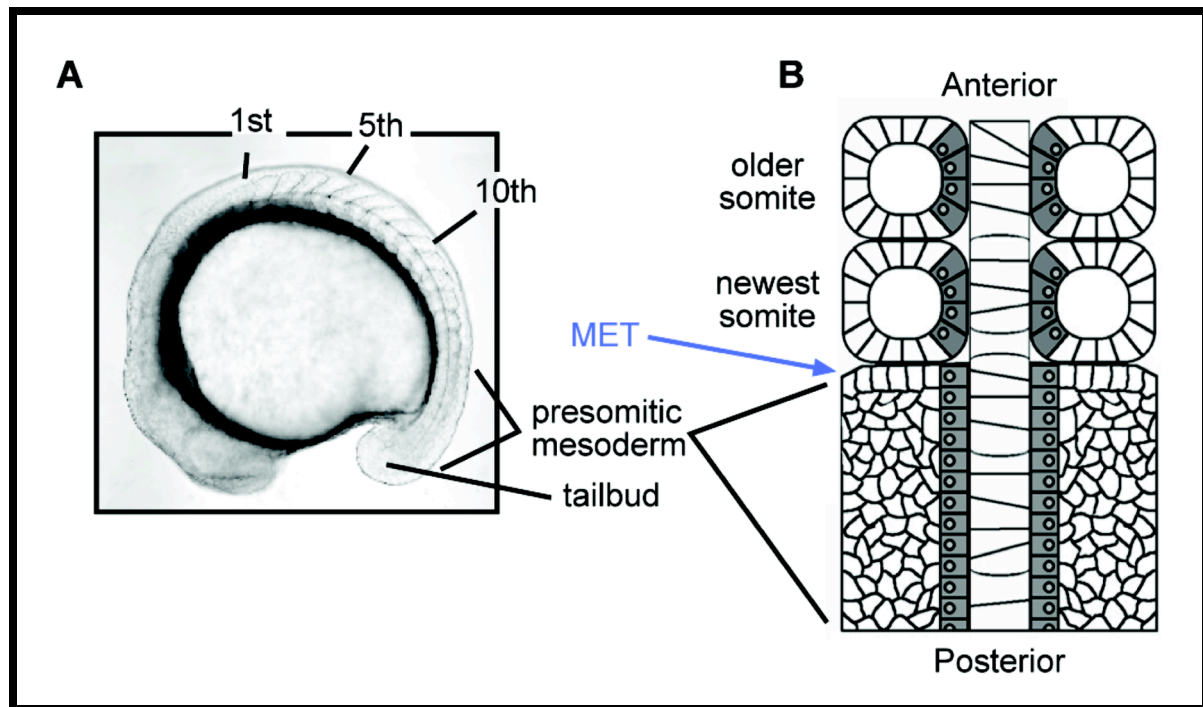 A
1st
5th
10th
presomitic
mesoderm
tailbud
B
Anterior
older
somite
newest
somite
MET
Posterior